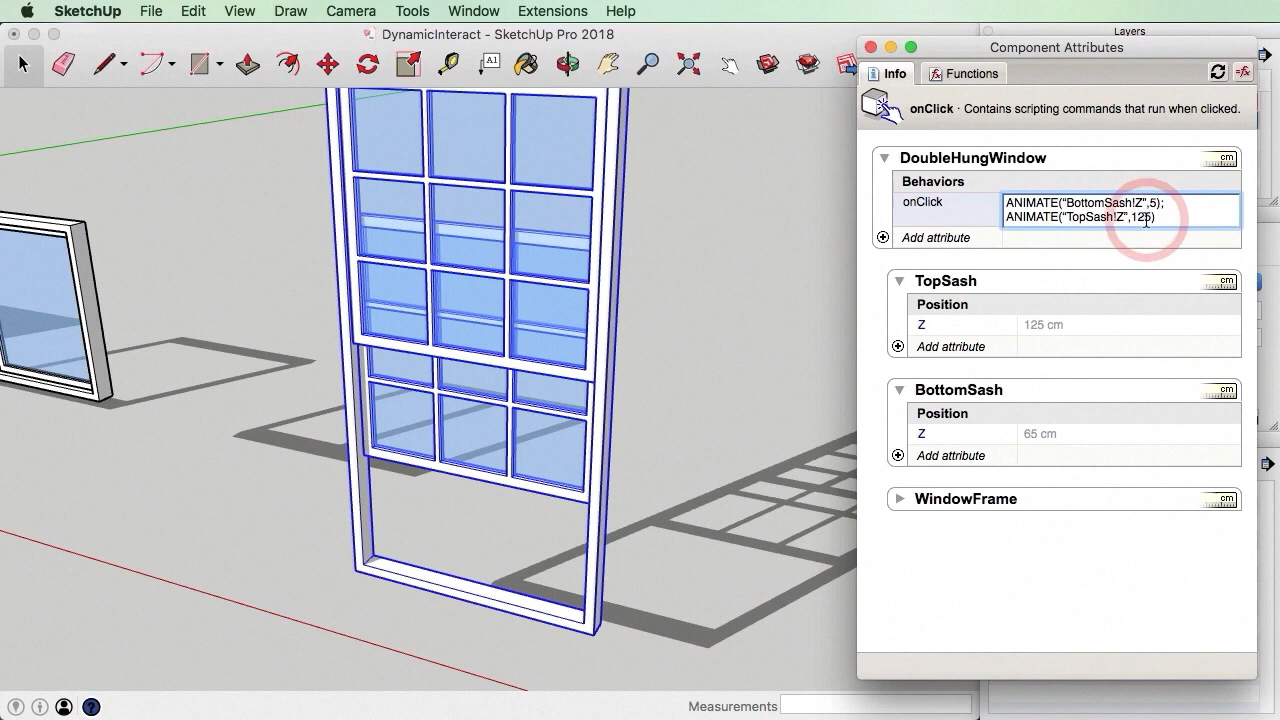 SketchUp File Edit View Draw Camera Tools Window Extensions Help
DynamicInteract - SketchUp Pro 2018
Layers
Component Attributes
A1
Info Functions
onClick · Contains scripting commands that run when clicked.
DoubleHungWindow cm
Behaviors
onClick ANIMATE("BottomSash!Z",5);
ANIMATE("TopSash!Z",125)
Add attribute
TopSash cm
Position
Z 125 cm
Add attribute
BottomSash cm
Position
Z 65 cm
Add attribute
WindowFrame cm
Measurements